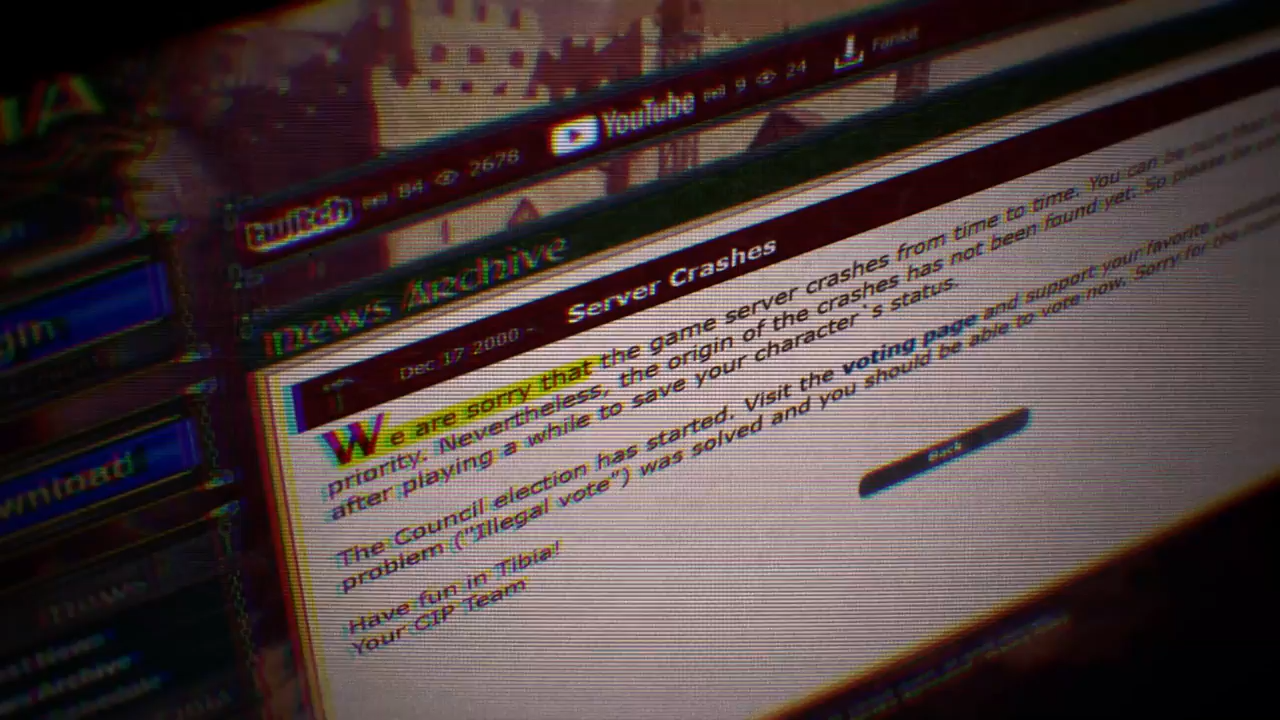 twitch 84 2678 YouTube 9 24 Fankit
News Archive
Dec 17 2000 - Server Crashes
We are sorry that the game server crashes from time to time. You can be
priority. Nevertheless, the origin of the crashes has not been found yet. So please be
after playing a while to save your character`s status.
The Council election has started. Visit the voting page and support your favorite
problem ("Illegal vote") was solved and you should be able to vote now. Sorry for the
Have fun in Tibia!
Your CIP Team
Back